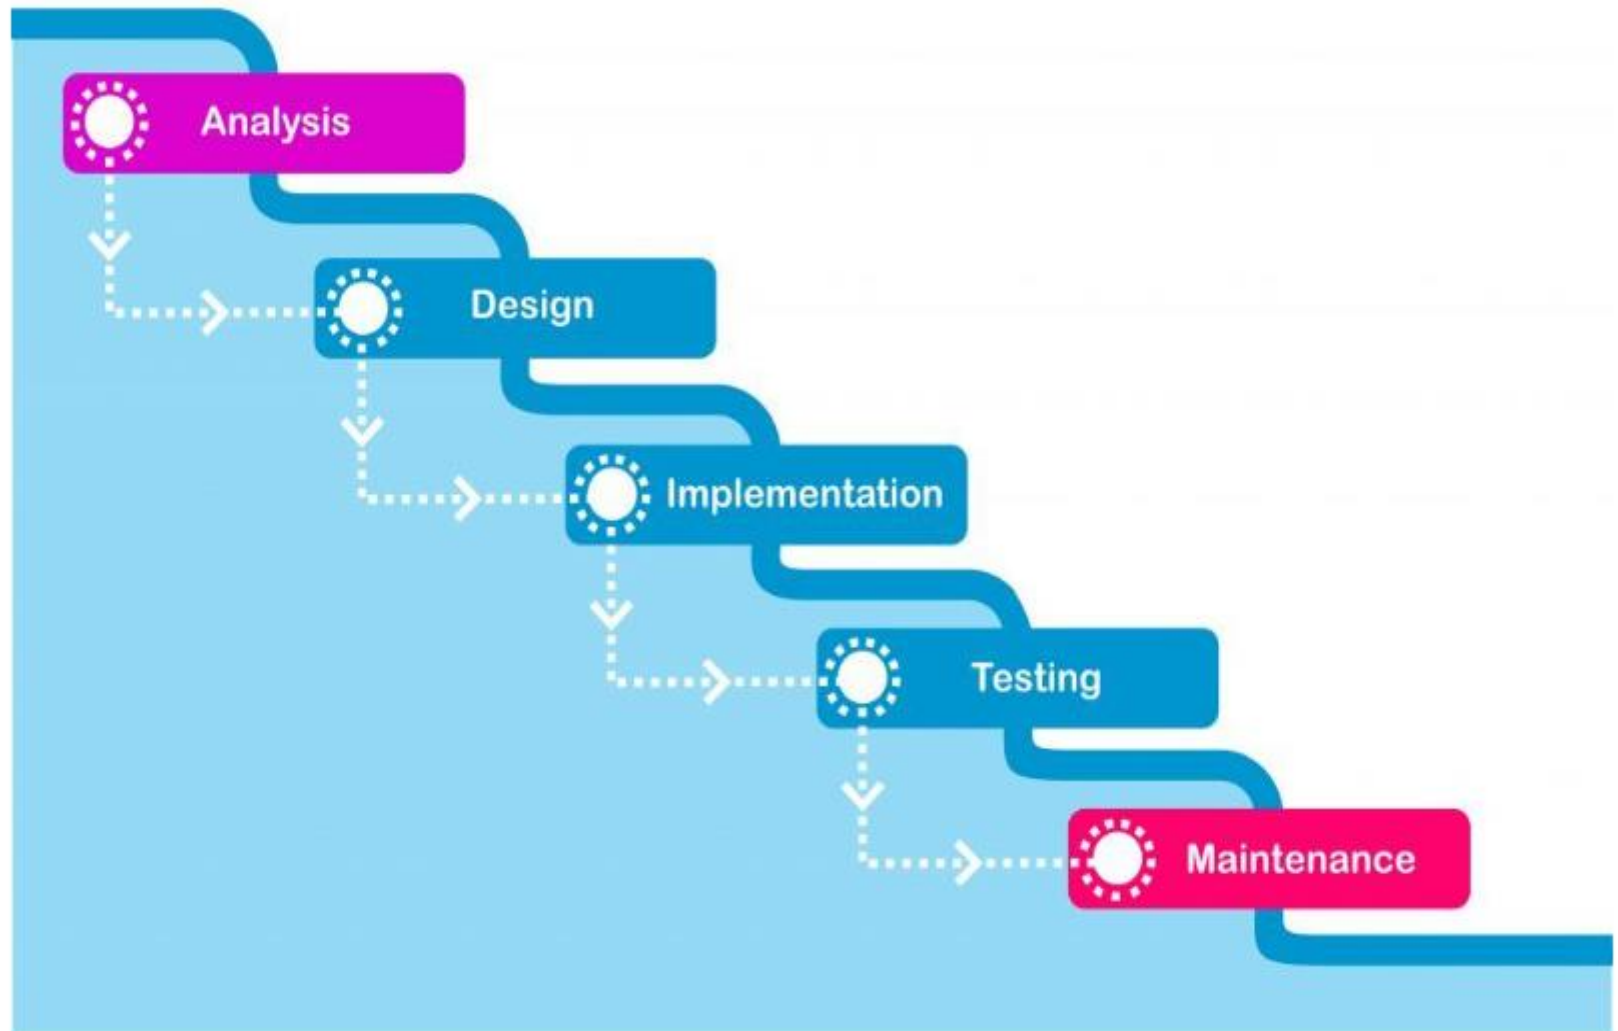 Analysis
Design
Implementation
Testing
Maintenance